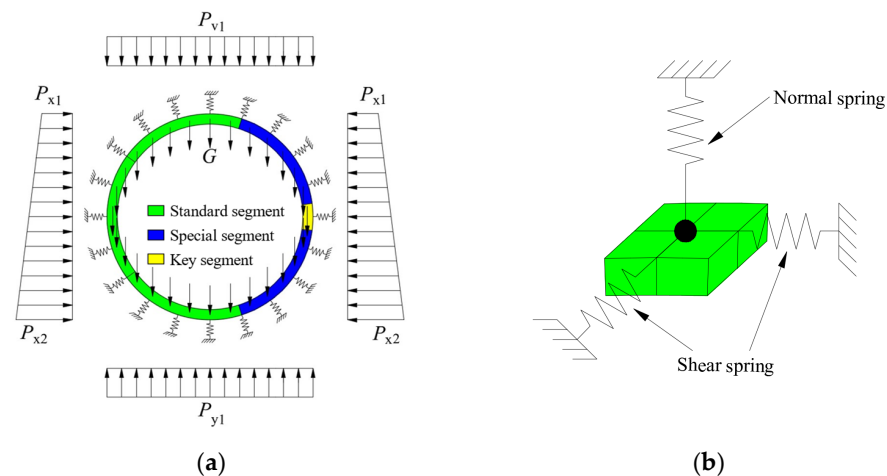 P_v1
P_x1
P_x1
G
Standard segment
Special segment
Key segment
P_x2
P_x2
P_y1
(a)
Normal spring
Shear spring
(b)